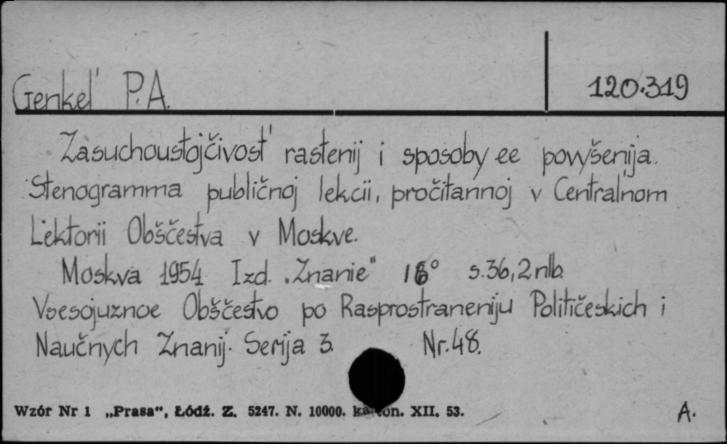 Genkel' P.A. 120.319
Zasuchoustojčivost' rastenij i sposoby ee povyšenija.
Stenogramma publičnoj lekcii, pročitannoj v Central'nom
Lektorii Obščestva v Moskve.
Moskva 1954 Izd. „Znanie" 16° s.36, 2 nlb.
Vsesojuznoe Obščestvo po Rasprostraneniju Političeskich i
Naučnych Znanij. Serija 3. Nr.48.
Wzór Nr 1 „Prasa“, Łódź. Z. 5247. N. 10000. XII. 53. A.